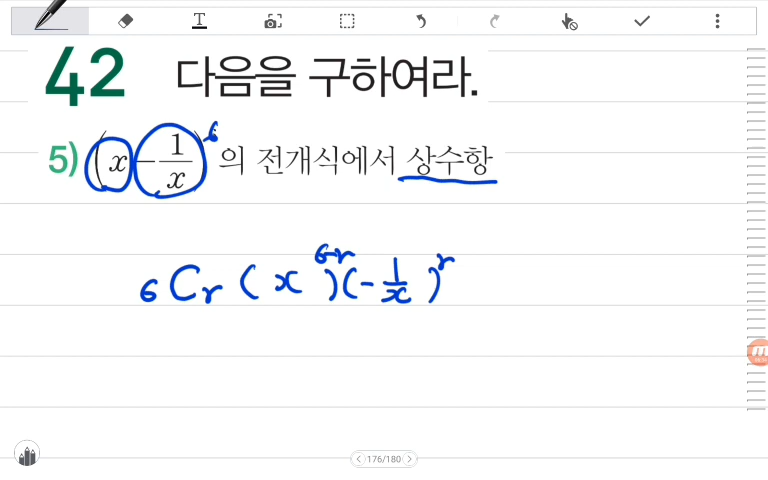 T
42 다음을 구하여라.
5) (x - 1/x)^6 의 전개식에서 상수항
6Cr (x^6-r)(-1/x)^r
176/180